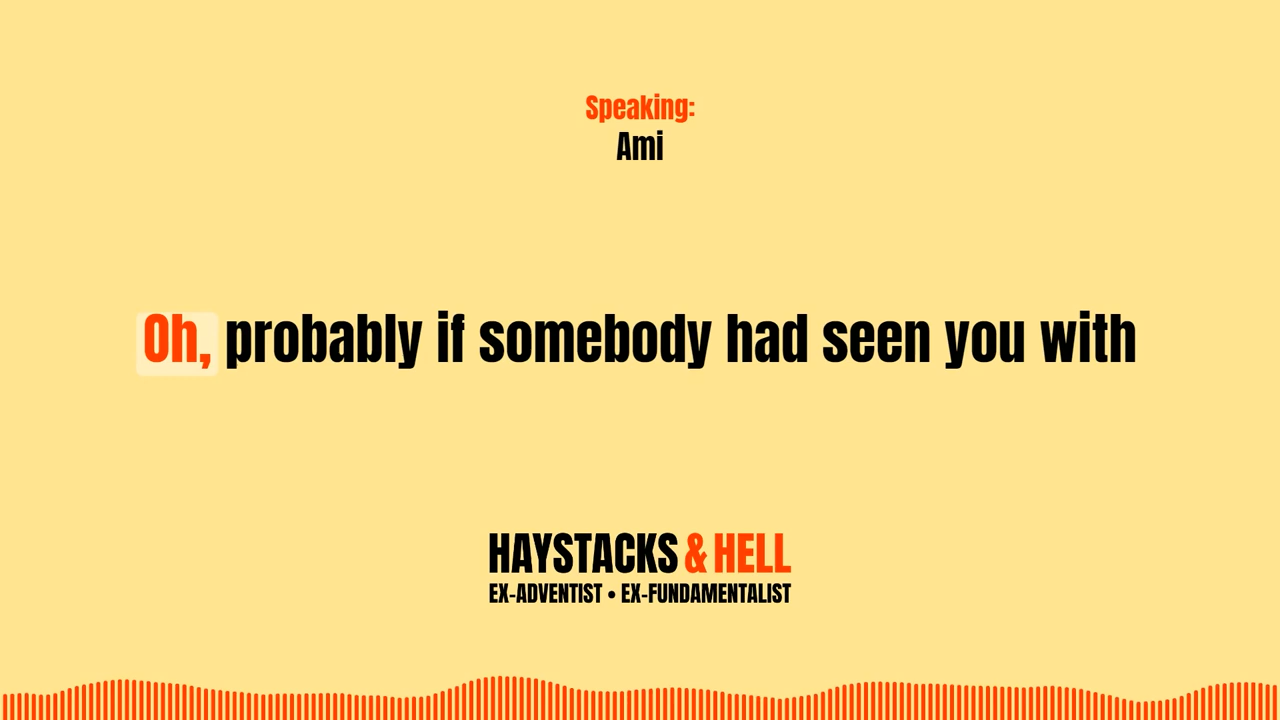 Speaking:
Ami
Oh, probably if somebody had seen you with
HAYSTACKS & HELL
EX-ADVENTIST • EX-FUNDAMENTALIST